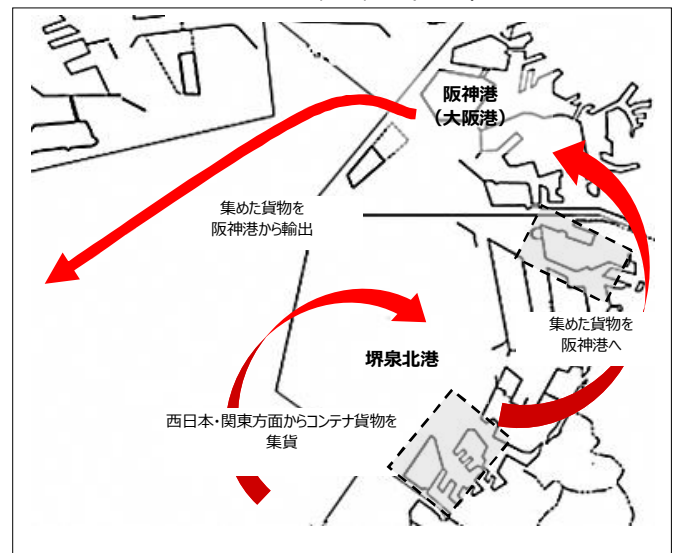 阪神港
（大阪港）
集めた貨物を
阪神港から輸出
集めた貨物を
阪神港へ
堺泉北港
西日本・関東方面からコンテナ貨物を
集貨